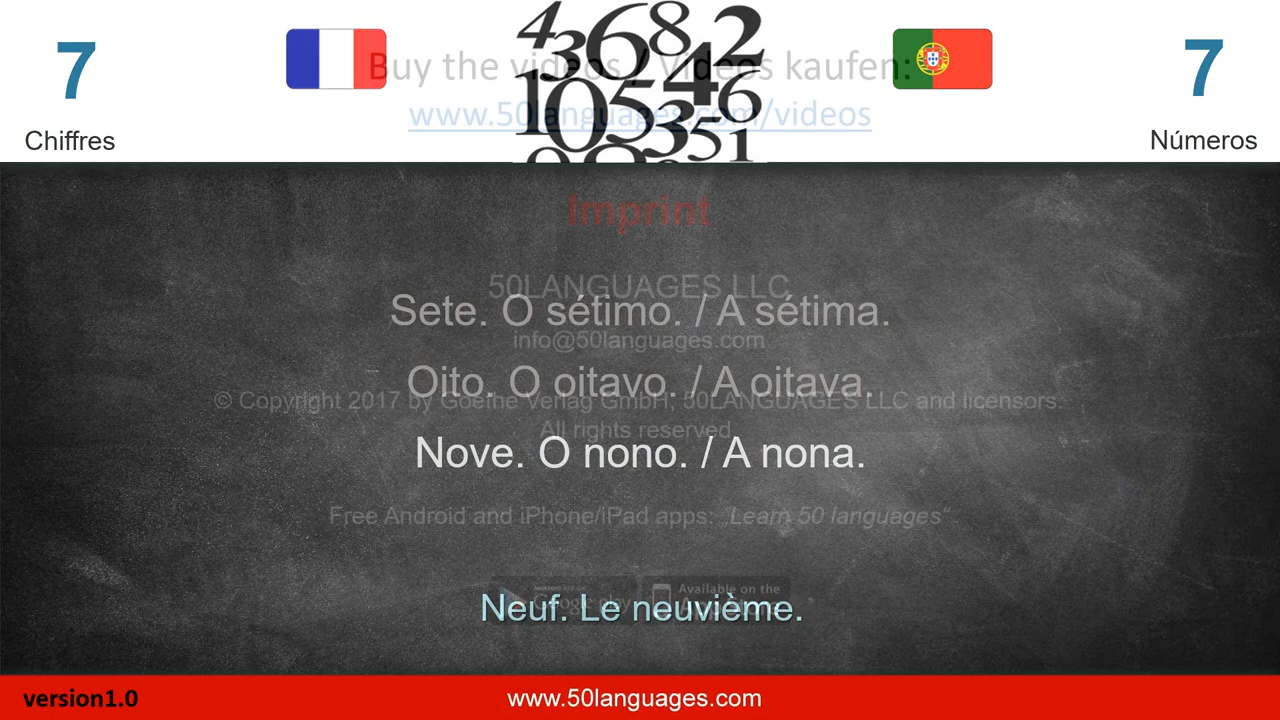 7
7
Buy the videos / Videos kaufen:
www.50languages.com/videos
Chiffres
Números
Imprint
50LANGUAGES LLC
Sete. O sétimo. / A sétima.
info@50languages.com
Oito. O oitavo. / A oitava.
© Copyright 2017 by Goethe Verlag GmbH, 50LANGUAGES LLC and licensors.
All rights reserved
Nove. O nono. / A nona.
Free Android and iPhone/iPad apps: „Learn 50 languages“
Available on the
Google play
Neuf. Le neuvième.
version1.0
www.50languages.com